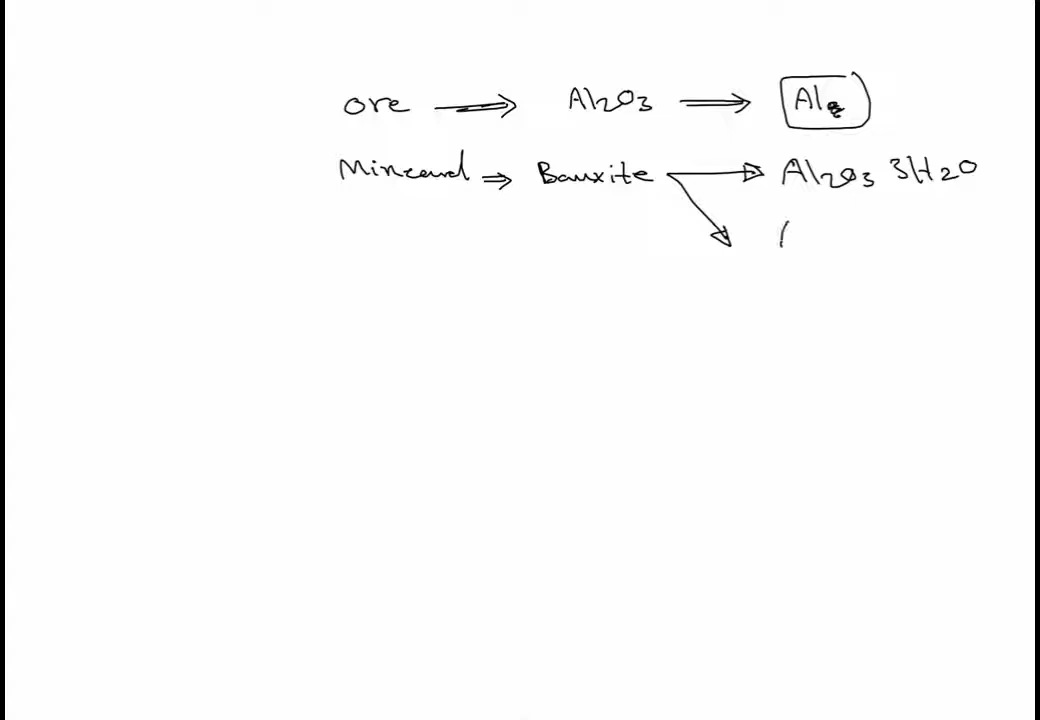 ore ⟹ Al2O3 ⟹ Al
Mineral ⇒ Bauxite → Al2O3 3H2O
(